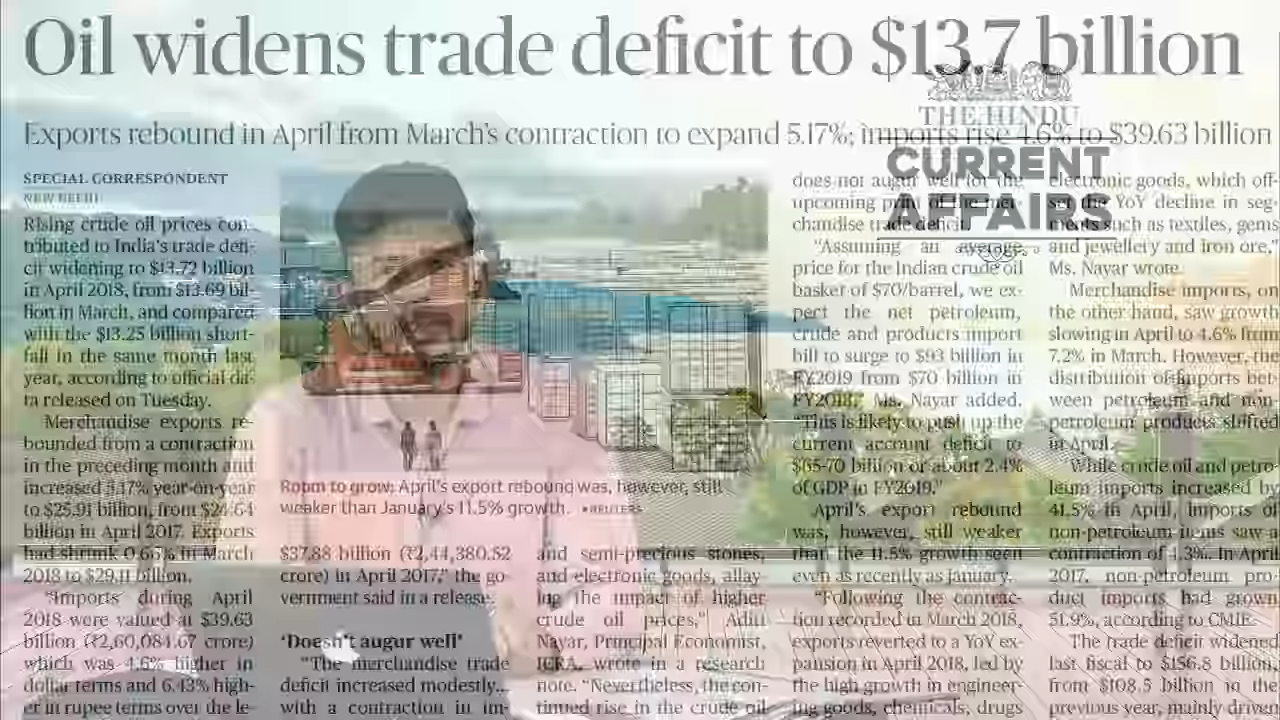 Oil widens trade deficit to $13.7 billion
Exports rebound in April from March's contraction to expand 5.17%; imports rise 4.6% to $39.63 billion
THE HINDU
CURRENT
AFFAIRS
SPECIAL CORRESPONDENT
NEW DELHI
Rising crude oil prices con-
tributed to India's trade defi-
cit widening to $13.72 billion
in April 2018, from $13.69 bil-
lion in March, and compared
with the $13.25 billion short-
fall in the same month last
year, according to official da-
ta released on Tuesday.
Merchandise exports re-
bounded from a contraction
in the preceding month and
increased 5.17% year-on-year
to $25.91 billion, from $24.64
billion in April 2017. Exports
had shrunk 0.66% in March
2018 to $29.11 billion.
"Imports during April
2018 were valued at $39.63
billion (₹2,60,084.67 crore)
which was 4.6% higher in
dollar terms and 6.43% high-
er in rupee terms over the le-
Room to grow: April's export rebound was, however, still
weaker than January's 11.5% growth. •REUTERS
$37.88 billion (₹2,44,380.52
crore) in April 2017," the go-
vernment said in a release.
'Doesn't augur well'
"The merchandise trade
deficit increased modestly...
with a contraction in im-
and semi-precious stones,
and electronic goods, allay-
ing the impact of higher
crude oil prices," Aditi
Nayar, Principal Economist,
ICRA, wrote in a research
note. "Nevertheless, the con-
tinued rise in the crude oil
does not augur well for the
upcoming print of the mer-
chandise trade deficit.
"Assuming an average
price for the Indian crude oil
basket of $70/barrel, we ex-
pect the net petroleum,
crude and products import
bill to surge to $93 billion in
FY2019 from $70 billion in
FY2018," Ms. Nayar added.
"This is likely to push up the
current account deficit to
$65-70 billion or about 2.4%
of GDP in FY2019."
April's export rebound
was, however, still weaker
than the 11.5% growth seen
even as recently as January.
"Following the contrac-
tion recorded in March 2018,
exports reverted to a YoY ex-
pansion in April 2018, led by
the high growth in engineer-
ing goods, chemicals, drugs
electronic goods, which off-
set the YoY decline in seg-
ments such as textiles, gems
and jewellery and iron ore,"
Ms. Nayar wrote.
Merchandise imports, on
the other hand, saw growth
slowing in April to 4.6% from
7.2% in March. However, the
distribution of imports bet-
ween petroleum and non-
petroleum products shifted
in April.
While crude oil and petro-
leum imports increased by
41.5% in April, imports of
non-petroleum items saw a
contraction of 4.3%. In April
2017, non-petroleum pro-
duct imports had grown
51.9%, according to CMIE.
The trade deficit widened
last fiscal to $156.8 billion,
from $108.5 billion in the
previous year, mainly driven